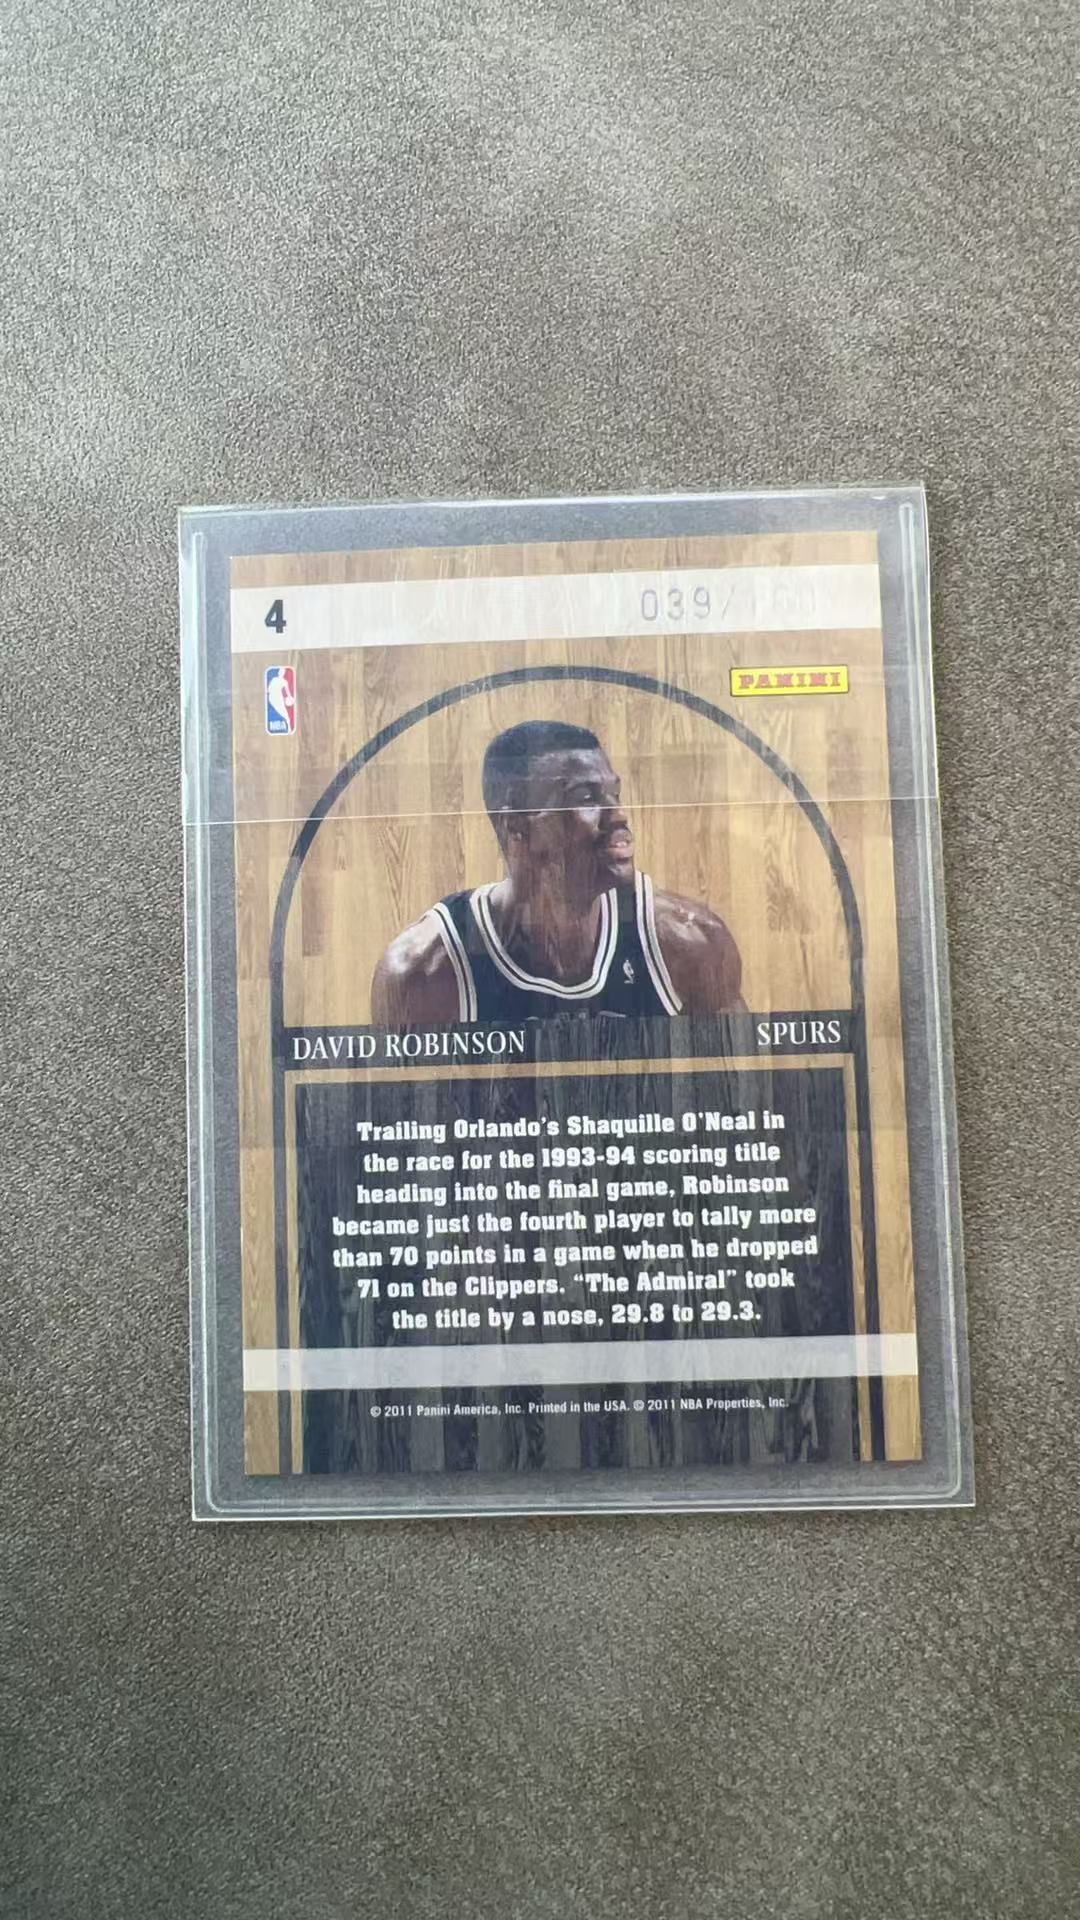 4
039/
NBA
PANINI
DAVID ROBINSON
SPURS
Trailing Orlando's Shaquille O'Neal in
the race for the 1993-94 scoring title
heading into the final game, Robinson
became just the fourth player to tally more
than 70 points in a game when he dropped
71 on the Clippers. “The Admiral” took
the title by a nose, 29.8 to 29.3.
© 2011 Panini America, Inc. Printed in the USA. © 2011 NBA Properties, Inc.